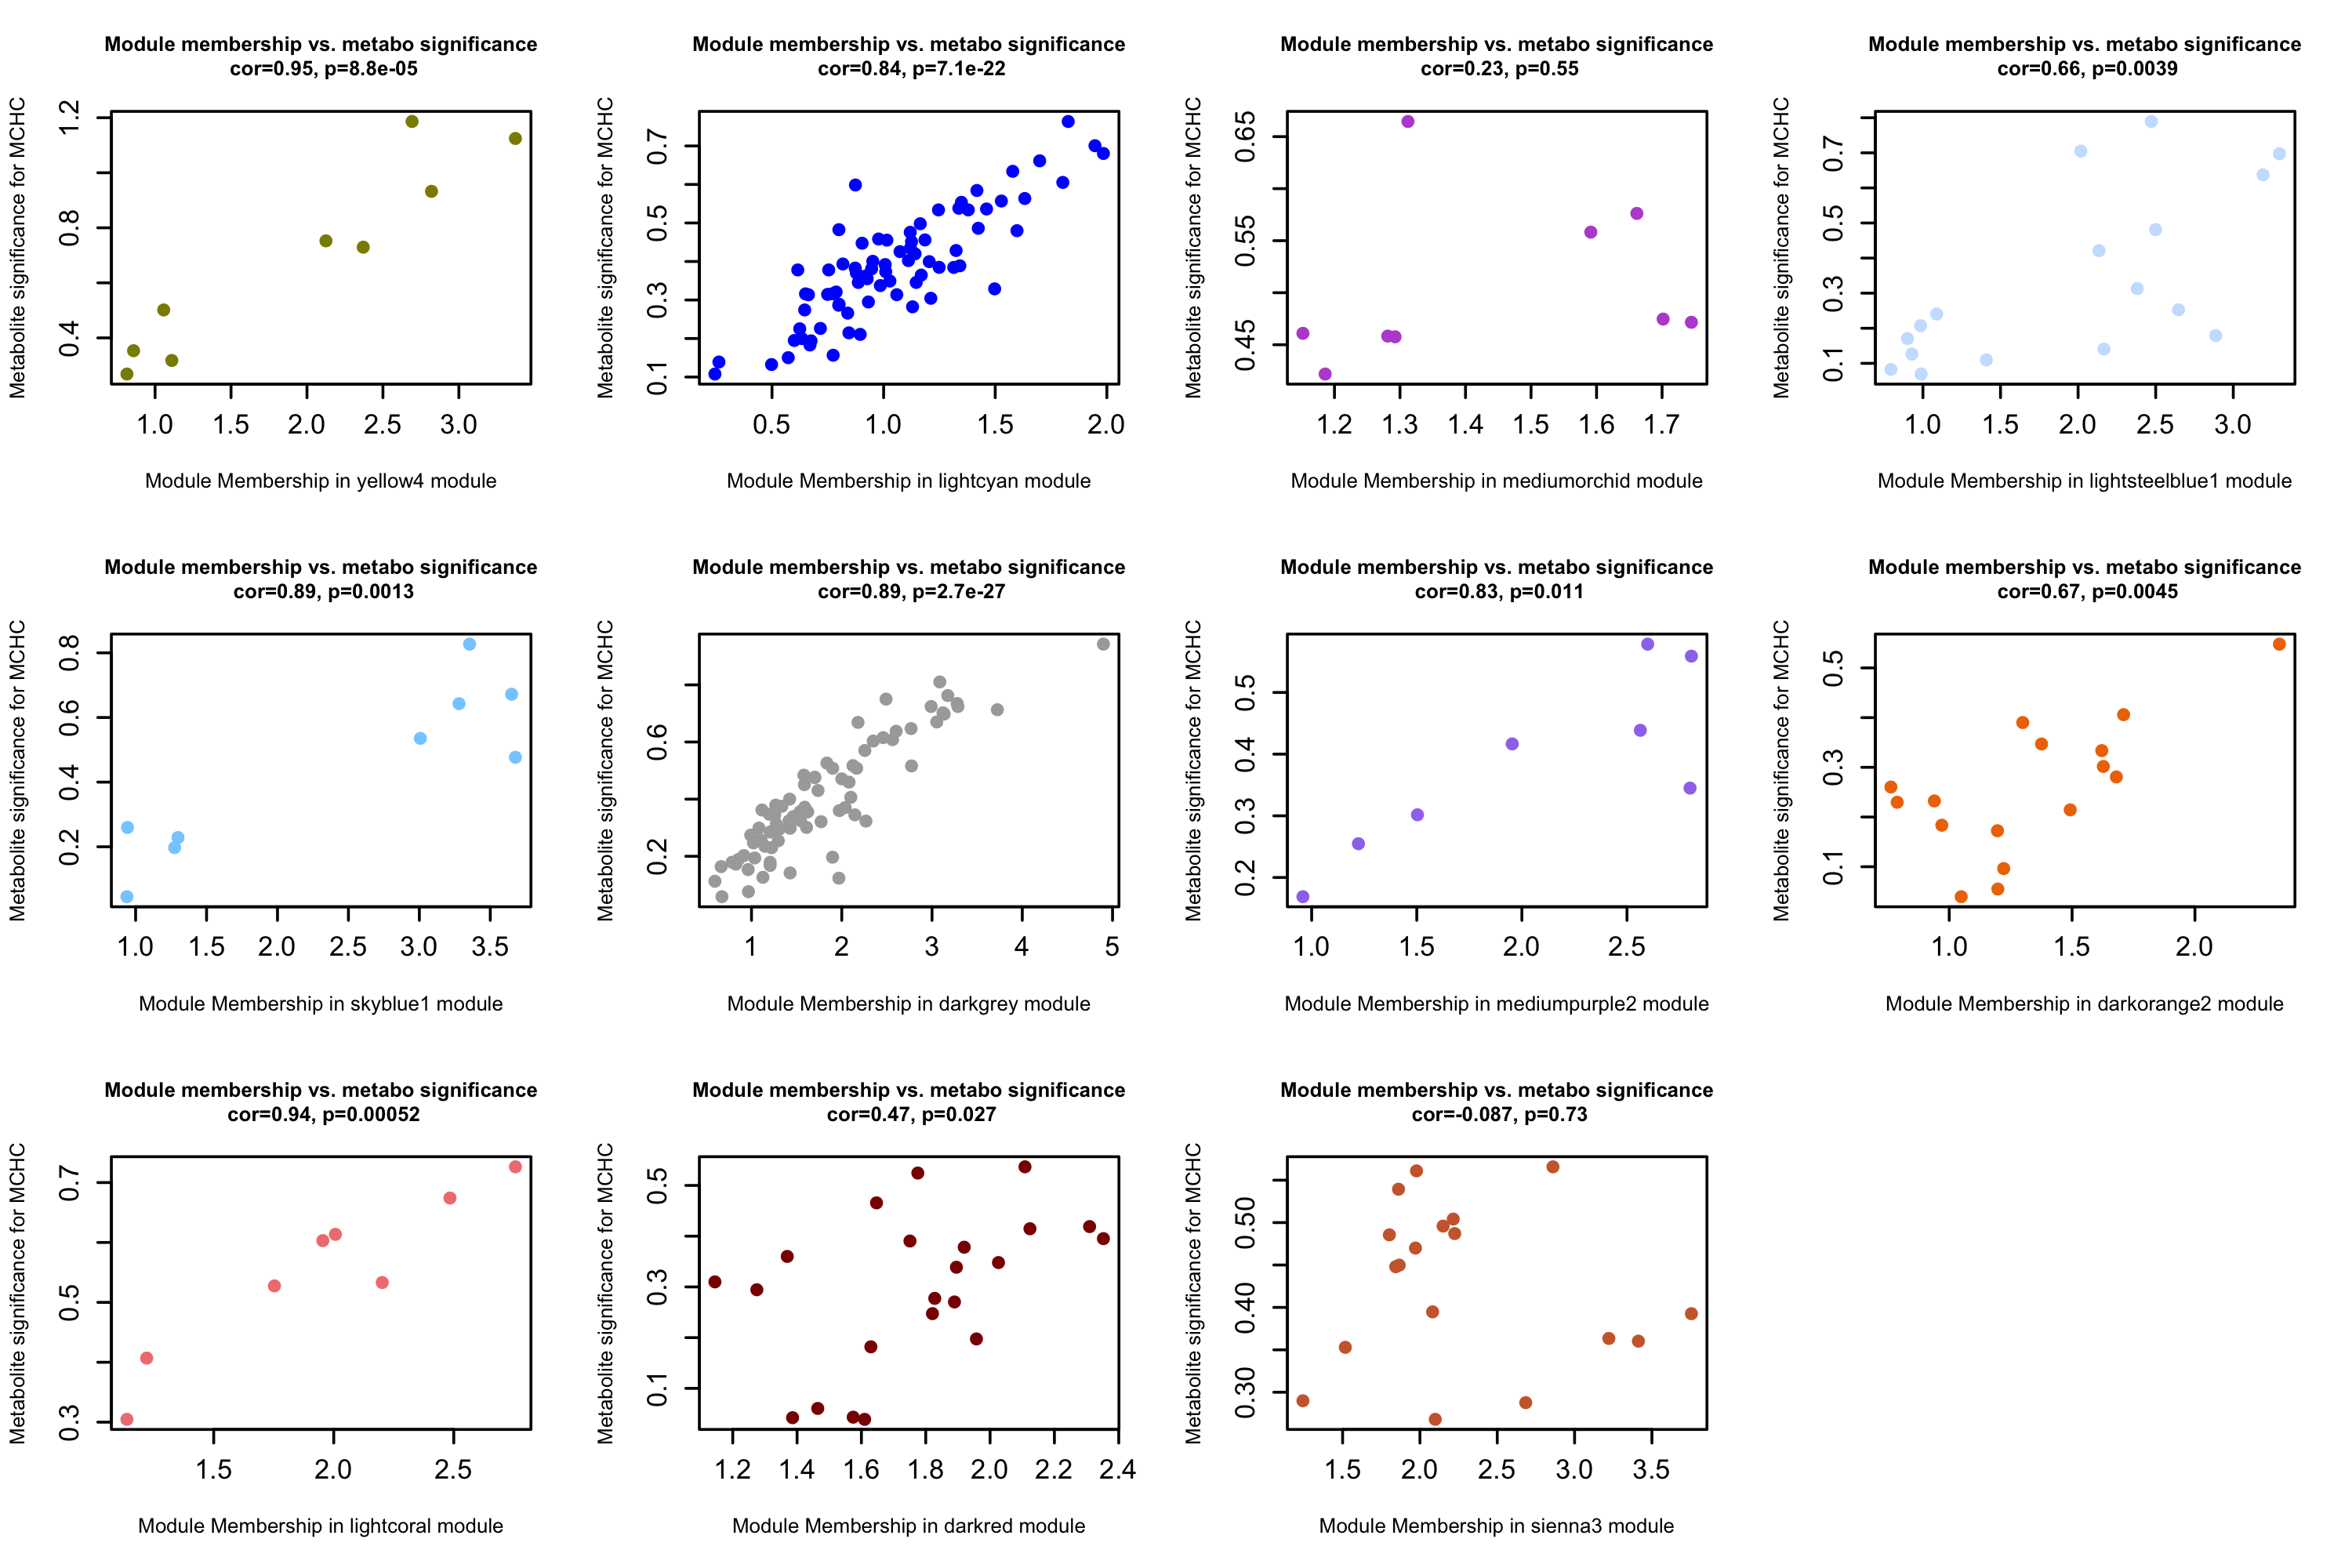 Module membership vs. metabo significance
cor=0.95, p=8.8e-05
Metabolite significance for MCHC
1.2
0.8
0.4
1.0 1.5 2.0 2.5 3.0
Module Membership in yellow4 module
Module membership vs. metabo significance
cor=0.84, p=7.1e-22
Metabolite significance for MCHC
0.7
0.5
0.3
0.1
0.5 1.0 1.5 2.0
Module Membership in lightcyan module
Module membership vs. metabo significance
cor=0.23, p=0.55
Metabolite significance for MCHC
0.65
0.55
0.45
1.2 1.3 1.4 1.5 1.6 1.7
Module Membership in mediumorchid module
Module membership vs. metabo significance
cor=0.66, p=0.0039
Metabolite significance for MCHC
0.7
0.5
0.3
0.1
1.0 1.5 2.0 2.5 3.0
Module Membership in lightsteelblue1 module
Module membership vs. metabo significance
cor=0.89, p=0.0013
Metabolite significance for MCHC
0.8
0.6
0.4
0.2
1.0 1.5 2.0 2.5 3.0 3.5
Module Membership in skyblue1 module
Module membership vs. metabo significance
cor=0.89, p=2.7e-27
Metabolite significance for MCHC
0.6
0.2
1 2 3 4 5
Module Membership in darkgrey module
Module membership vs. metabo significance
cor=0.83, p=0.011
Metabolite significance for MCHC
0.5
0.4
0.3
0.2
1.0 1.5 2.0 2.5
Module Membership in mediumpurple2 module
Module membership vs. metabo significance
cor=0.67, p=0.0045
Metabolite significance for MCHC
0.5
0.3
0.1
1.0 1.5 2.0
Module Membership in darkorange2 module
Module membership vs. metabo significance
cor=0.94, p=0.00052
Metabolite significance for MCHC
0.7
0.5
0.3
1.5 2.0 2.5
Module Membership in lightcoral module
Module membership vs. metabo significance
cor=0.47, p=0.027
Metabolite significance for MCHC
0.5
0.3
0.1
1.2 1.4 1.6 1.8 2.0 2.2 2.4
Module Membership in darkred module
Module membership vs. metabo significance
cor=-0.087, p=0.73
Metabolite significance for MCHC
0.50
0.40
0.30
1.5 2.0 2.5 3.0 3.5
Module Membership in sienna3 module